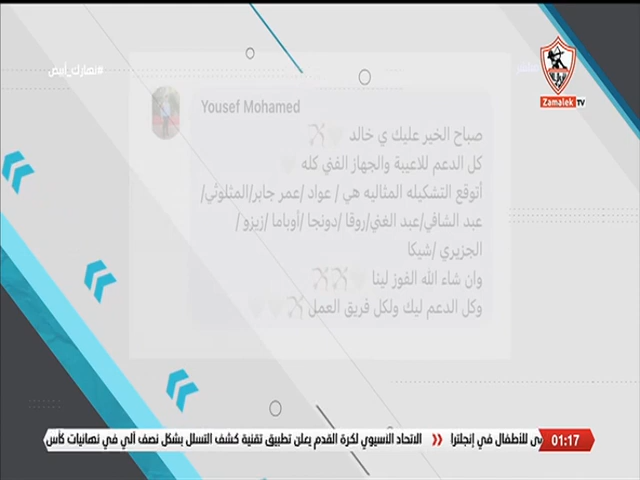 #نهارك_أبيض
Zamalek TV
Yousef Mohamed
صباح الخير عليك ي خالد
كل الدعم للاعيبة والجهاز الفني كله
أتوقع التشكيله المثاليه هي / عواد /عمر جابر/المثلوثي/
عبد الشافي/عبد الغني/روقا /دونجا /أوباما /زيزو /
الجزيري /شيكا
وان شاء الله الفوز لينا
وكل الدعم ليك ولكل فريق العمل
01:17 ى للأطفال في إنجلترا » الاتحاد الآسيوي لكرة القدم يعلن تطبيق تقنية كشف التسلل بشكل نصف آلي في نهائيات كأس